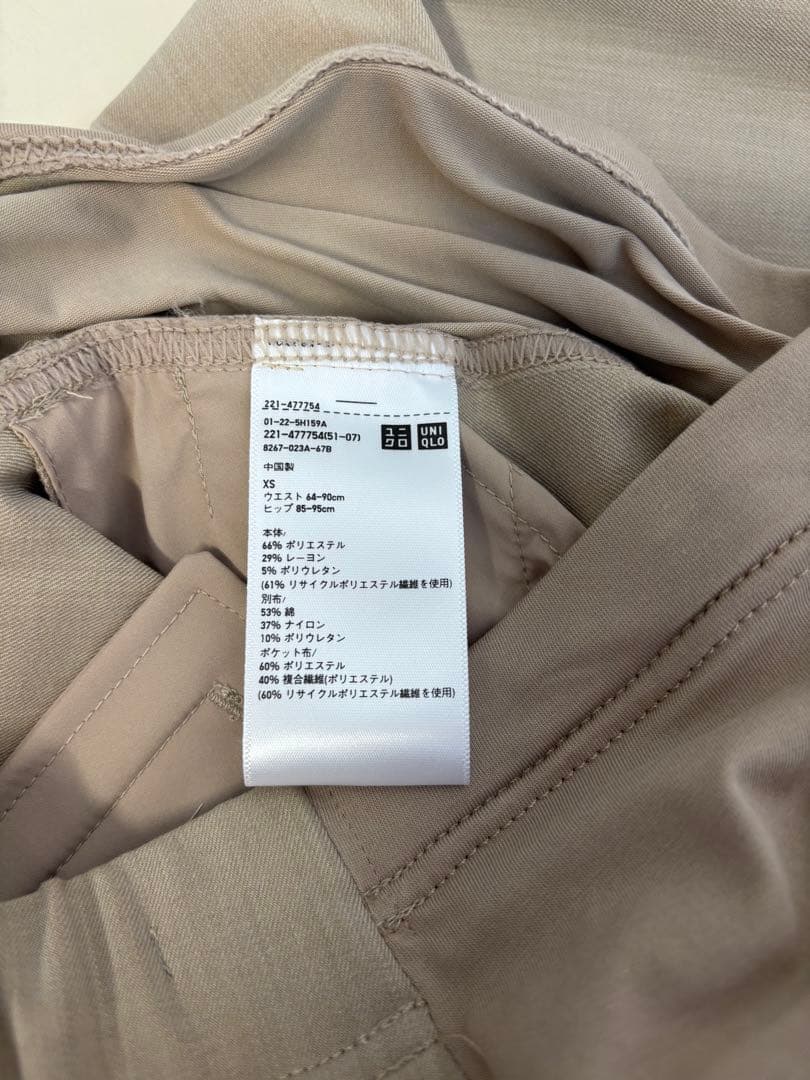 221-477754
01-22-5H159A
221-477754(51-07)
8267-023A-67B
ユニクロ
UNIQLO
中国製
XS
ウエスト 64-90cm
ヒップ 85-95cm
本体/
66% ポリエステル
29% レーヨン
5% ポリウレタン
(61% リサイクルポリエステル繊維を使用)
別布/
53% 綿
37% ナイロン
10% ポリウレタン
ポケット布/
60% ポリエステル
40% 複合繊維(ポリエステル)
(60% リサイクルポリエステル繊維を使用)